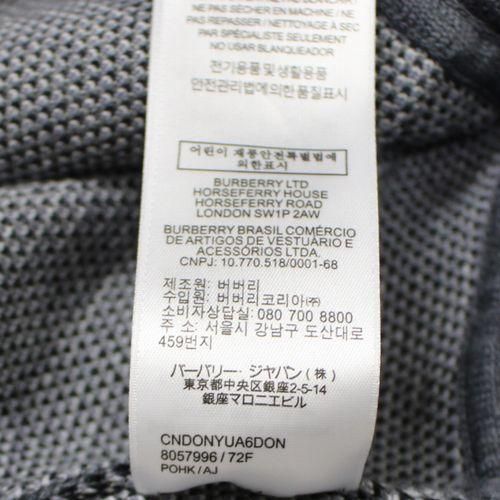 NE PAS SECHER EN MACHINE / NE
PAS REPASSER / NETTOYAGE À SEC
PAR SPÉCIALISTE SEULEMENT
NO USAR BLANQUEADOR.
전기용품및생활용품
안전관리법에의한품질표시
어린이 제품안전특별법에
의한표시
BURBERRY LTD
HORSEFERRY HOUSE
HORSEFERRY ROAD
LONDON SW1P 2AW
BURBERRY BRASIL COMÉRCIO
DE ARTIGOS DE VESTUÁRIO E
ACESSÓRIOS LTDA.
CNPJ: 10.770.518/0001-68
제조원: 버버리
수입원: 버버리코리아㈜
소비자상담실: 080 700 8800
주 소: 서울시 강남구 도산대로
459번지
バーバリー・ジャパン(株)
東京都中央区銀座2-5-14
銀座マロニエビル
CNDONYUA6DON
8057996 / 72F
POHK / AJ